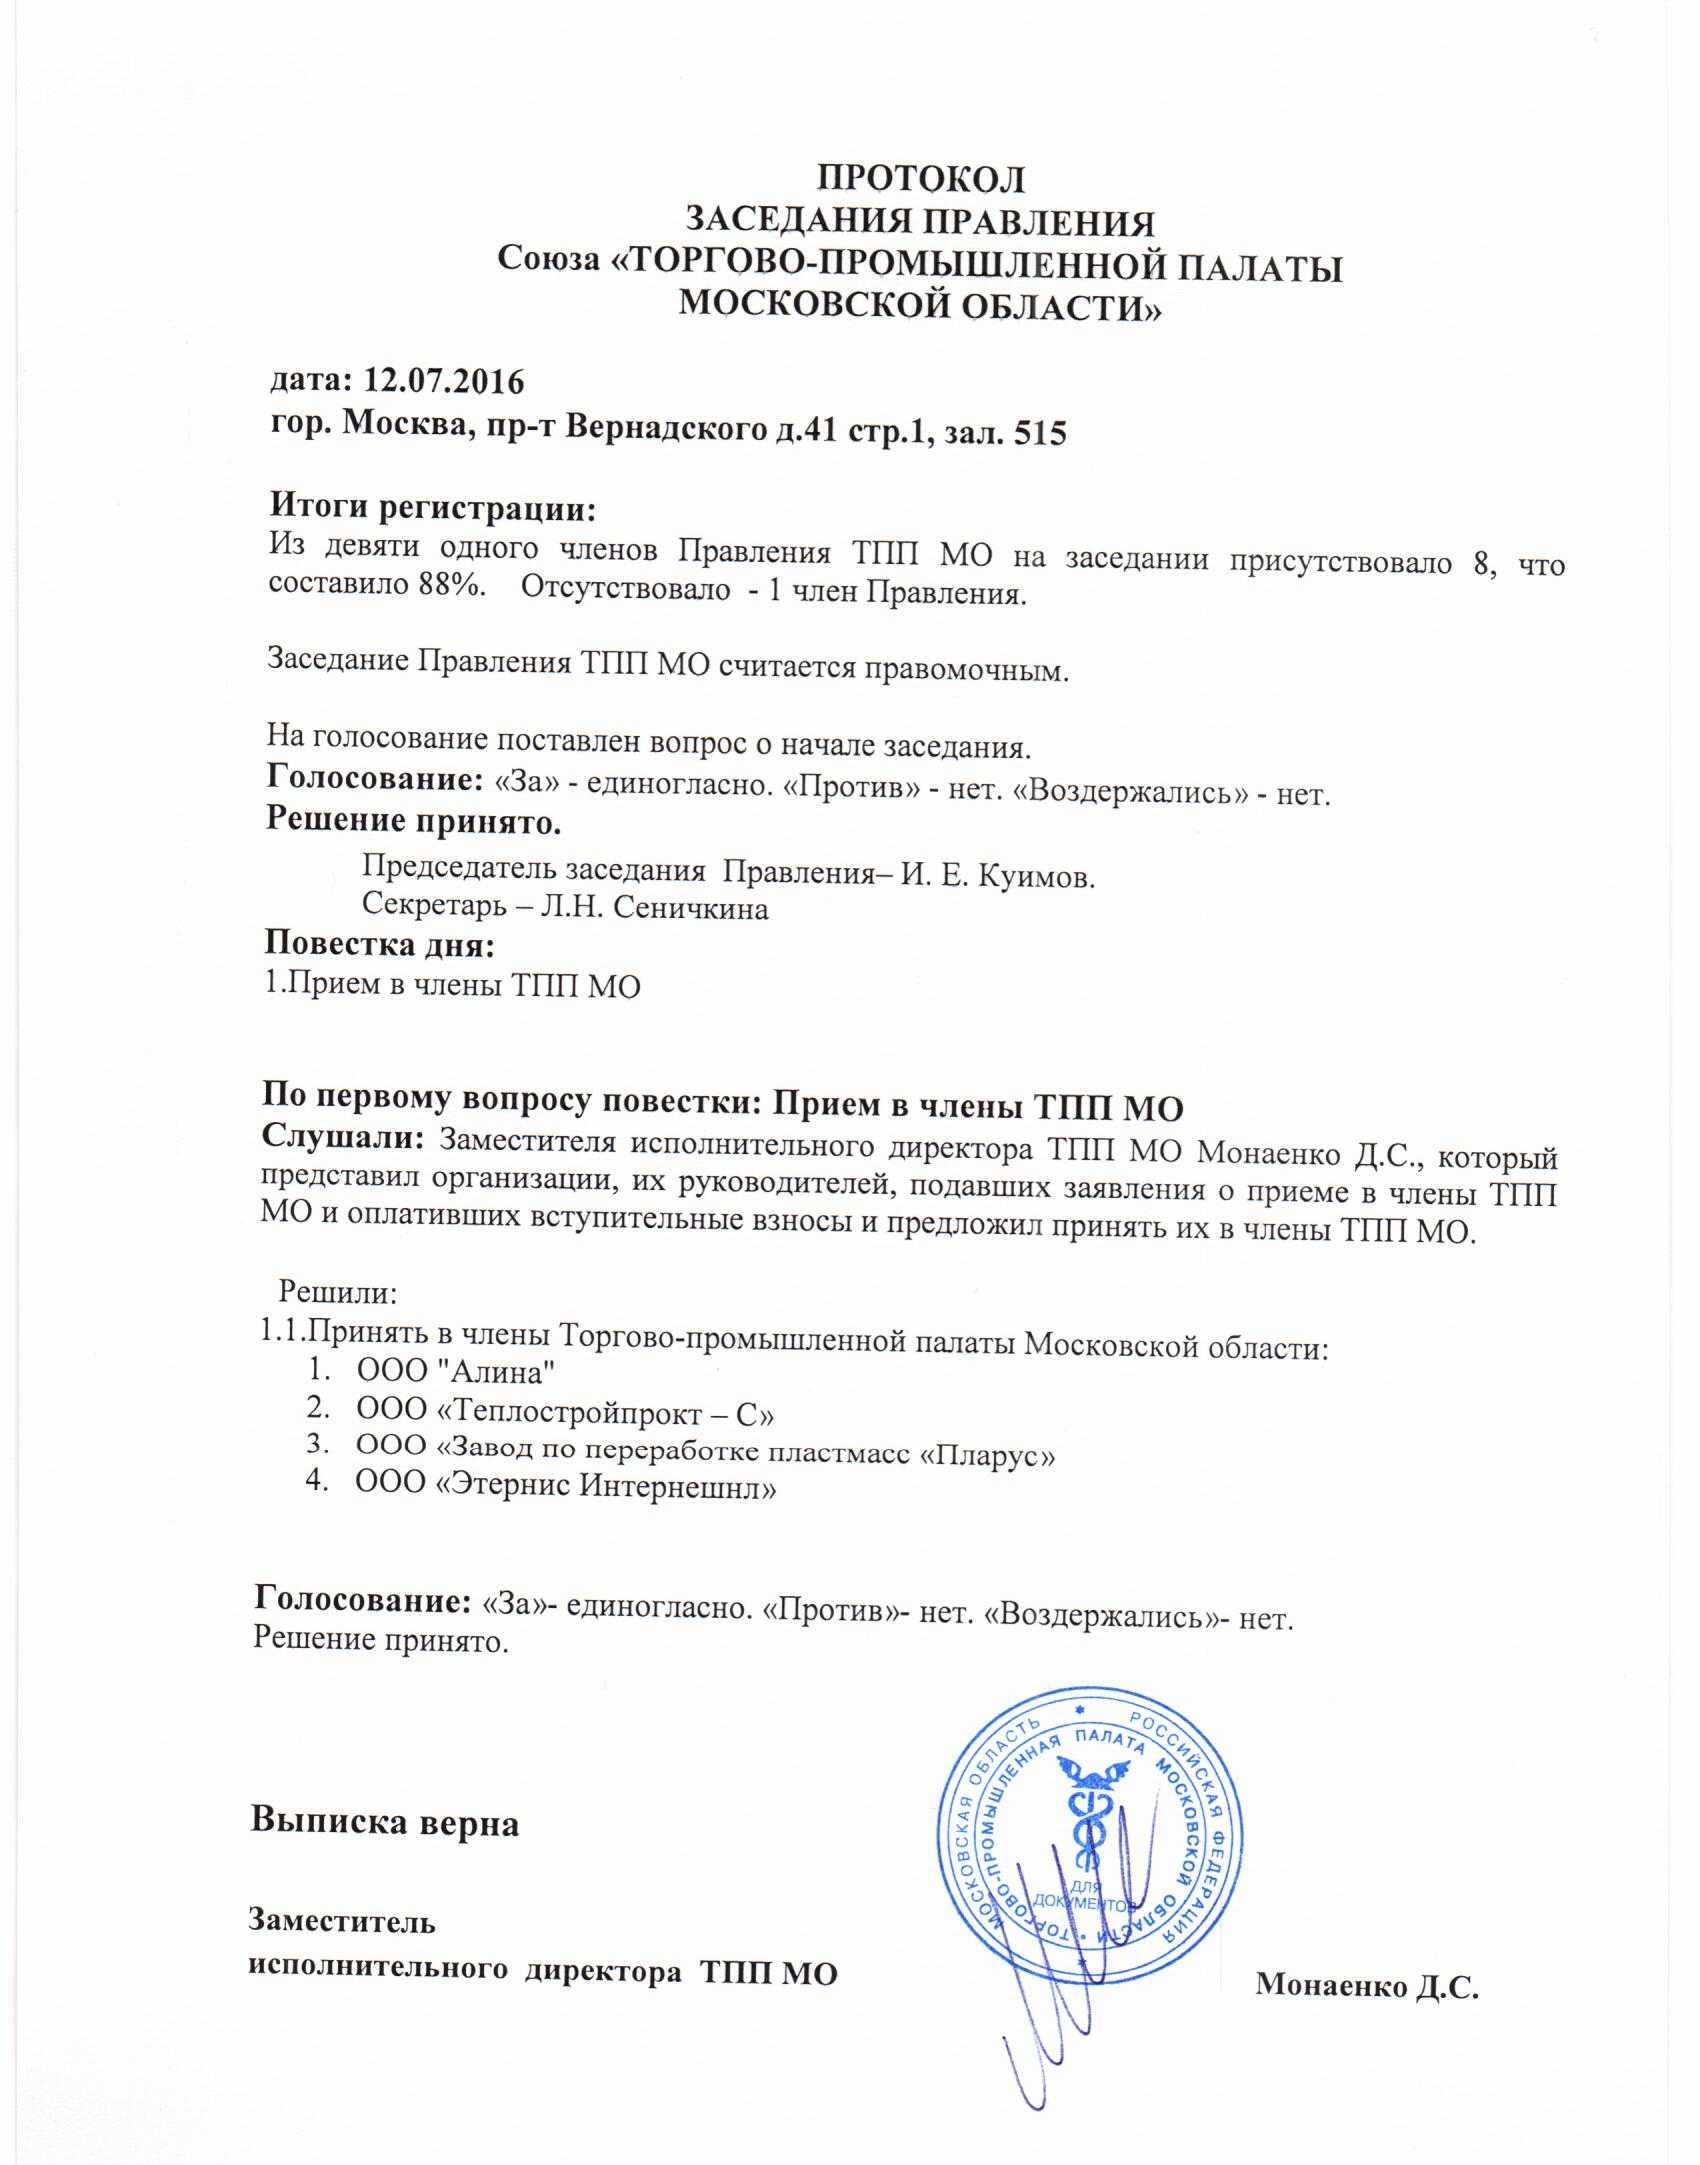 ПРОТОКОЛ
ЗАСЕДАНИЯ ПРАВЛЕНИЯ
Союза «ТОРГОВО-ПРОМЫШЛЕННОЙ ПАЛАТЫ
МОСКОВСКОЙ ОБЛАСТИ»
дата: 12.07.2016
гор. Москва, пр-т Вернадского д.41 стр.1, зал. 515
Итоги регистрации:
Из девяти одного членов Правления ТПП МО на заседании присутствовало 8, что
составило 88%. Отсутствовало - 1 член Правления.
Заседание Правления ТПП МО считается правомочным.
На голосование поставлен вопрос о начале заседания.
Голосование: «За» - единогласно. «Против» - нет. «Воздержались» - нет.
Решение принято.
Председатель заседания Правления– И. Е. Куимов.
Секретарь – Л.Н. Сеничкина
Повестка дня:
1.Прием в члены ТПП МО
По первому вопросу повестки: Прием в члены ТПП МО
Слушали: Заместителя исполнительного директора ТПП МО Монаенко Д.С., который
представил организации, их руководителей, подавших заявления о приеме в члены ТПП
МО и оплативших вступительные взносы и предложил принять их в члены ТПП МО.
Решили:
1.1.Принять в члены Торгово-промышленной палаты Московской области:
1. ООО "Алина"
2. ООО «Теплостройпрокт – С»
3. ООО «Завод по переработке пластмасс «Пларус»
4. ООО «Этернис Интернешнл»
Голосование: «За»- единогласно. «Против»- нет. «Воздержались»- нет.
Решение принято.
МОСКОВСКАЯ ОБЛАСТЬ * РОССИЙСКАЯ ФЕДЕРАЦИЯ *
ТОРГОВО-ПРОМЫШЛЕННАЯ ПАЛАТА МОСКОВСКОЙ ОБЛАСТИ •
ДЛЯ
ДОКУМЕНТОВ
Выписка верна
Заместитель
исполнительного директора ТПП МО
Монаенко Д.С.